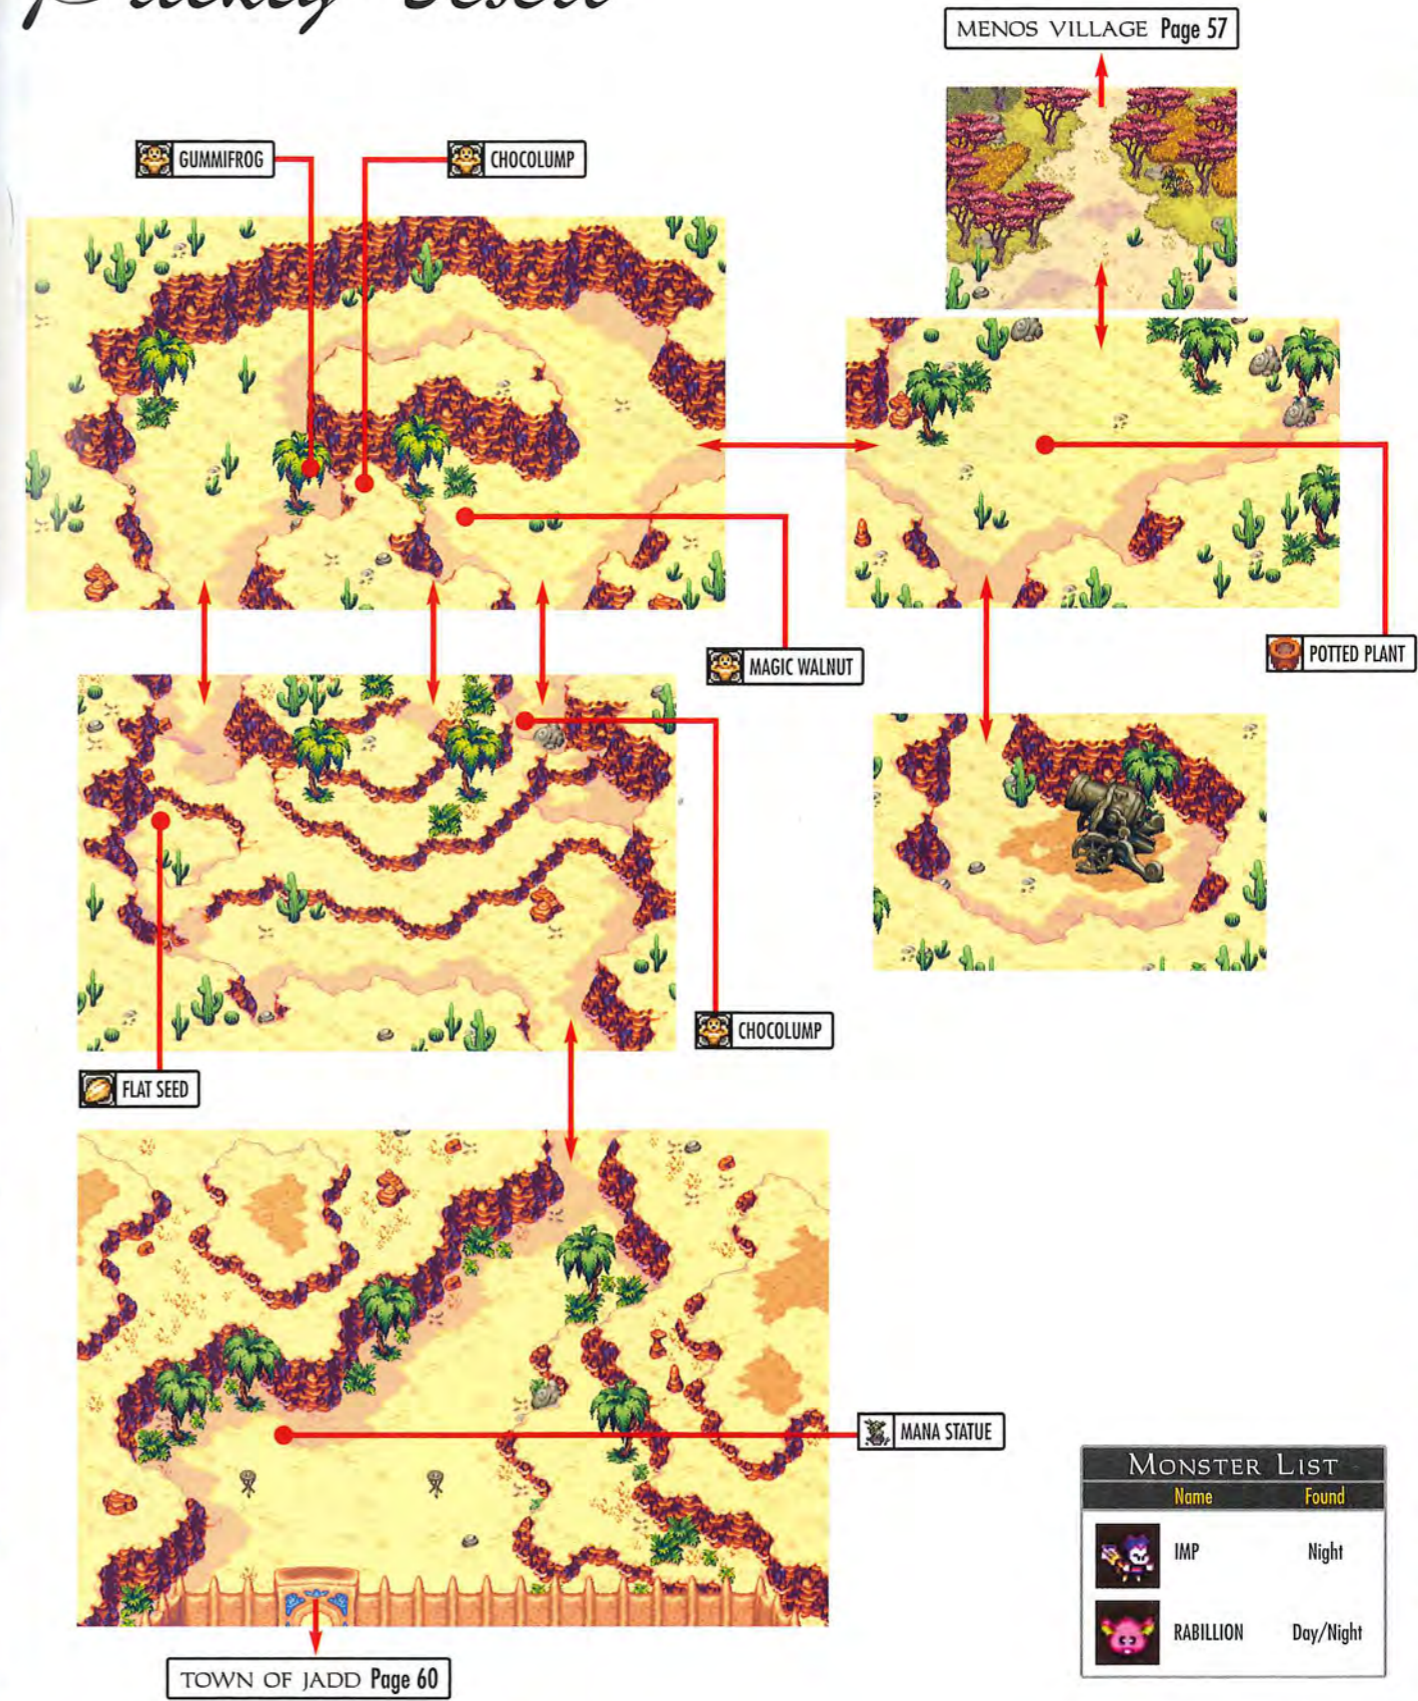 MENOS VILLAGE Page 57
GUMMIFROG
CHOCOLUMP
MAGIC WALNUT
POTTED PLANT
CHOCOLUMP
FLAT SEED
MANA STATUE
MONSTER LIST
Name Found
IMP Night
RABILLION Day/Night
TOWN OF JADD Page 60